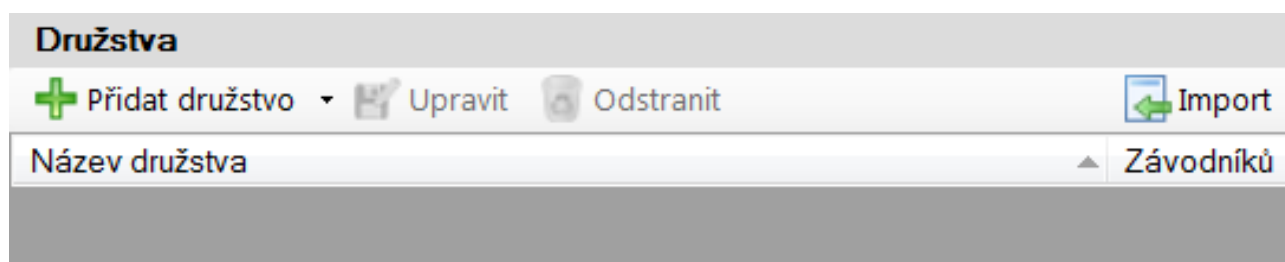 Družstva
Přidat družstvo Upravit Odstranit Import
Název družstva Závodníků